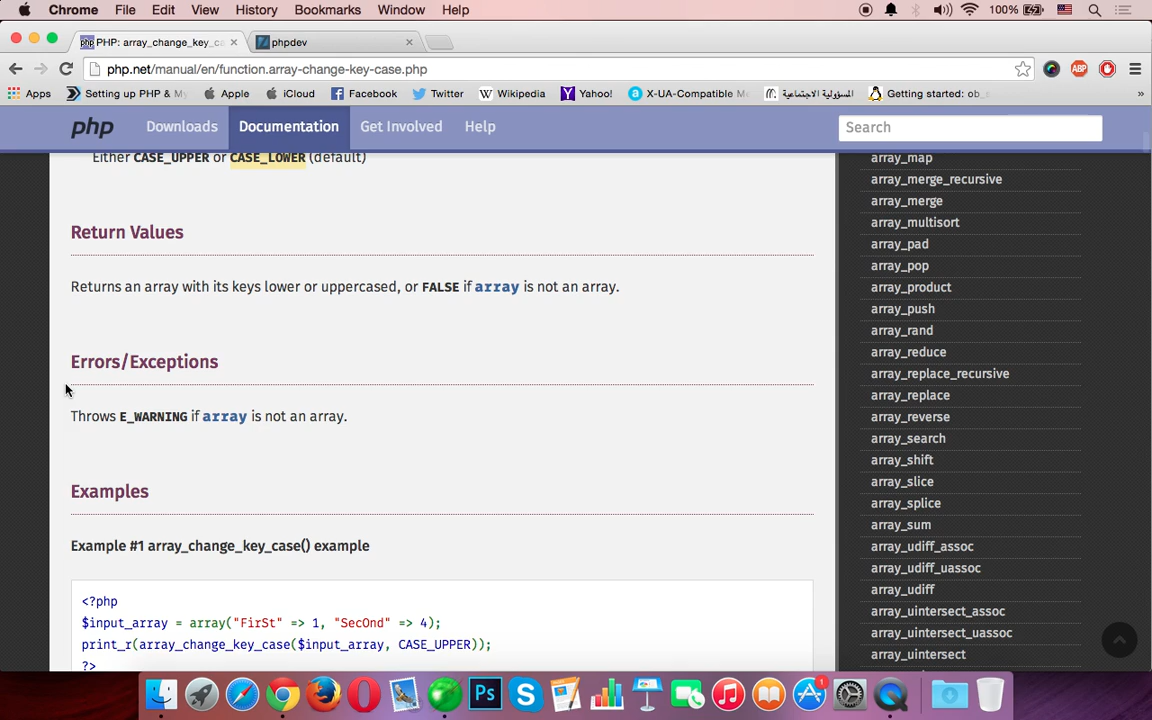 Chrome File Edit View History Bookmarks Window Help 100%
PHP: array_change_key_ca phpdev
php.net/manual/en/function.array-change-key-case.php ABP
Apps Setting up PHP & My Apple iCloud Facebook Twitter Wikipedia Yahoo! X-UA-Compatible المسؤولية الاجتماعية Getting started: ob_ »
php Downloads Documentation Get Involved Help Search
Either CASE_UPPER or CASE_LOWER (default)
Return Values
Returns an array with its keys lower or uppercased, or FALSE if array is not an array.
Errors/Exceptions
Throws E_WARNING if array is not an array.
Examples
Example #1 array_change_key_case() example
<?php
$input_array = array("FirSt" => 1, "SecOnd" => 4);
print_r(array_change_key_case($input_array, CASE_UPPER));
?>
array_map
array_merge_recursive
array_merge
array_multisort
array_pad
array_pop
array_product
array_push
array_rand
array_reduce
array_replace_recursive
array_replace
array_reverse
array_search
array_shift
array_slice
array_splice
array_sum
array_udiff_assoc
array_udiff_uassoc
array_udiff
array_uintersect_assoc
array_uintersect_uassoc
array_uintersect
Ps
1